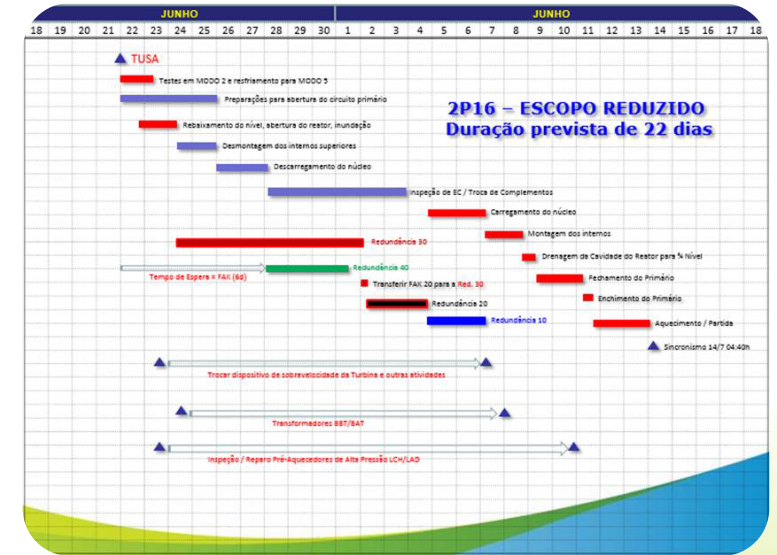 JUNHO JUNHO
18 19 20 21 22 23 24 25 26 27 28 29 30 1 2 3 4 5 6 7 8 9 10 11 12 13 14 15 16 17 18
TUSA
Testes em MODO 2 e resfriamento para MODO 5
Preparações para abertura do circuito primário
2P16 – ESCOPO REDUZIDO
Duração prevista de 22 dias
Rebaixamento do nível, abertura do reator, inundação
Desmontagem dos internos superiores
Descarregamento do núcleo
Inspeção de EC / Troca de Complementos
Carregamento do núcleo
Montagem dos internos
Redundância 30
Drenagem da Cavidade do Reator para ¾ Nível
Redundância 40
Tempo de Espera = FAK (6d)
Fechamento do Primário
Transferir FAK 20 para a Red. 30
Enchimento do Primário
Redundância 20
Redundância 10
Aquecimento / Partida
Sincronismo 14/7 04:40h
Trocar dispositivo de sobrevelocidade da Turbina e outras atividades
Transformadores BBT/BAT
Inspeção / Reparo Pré-Aquecedores de Alta Pressão LCH/LAD